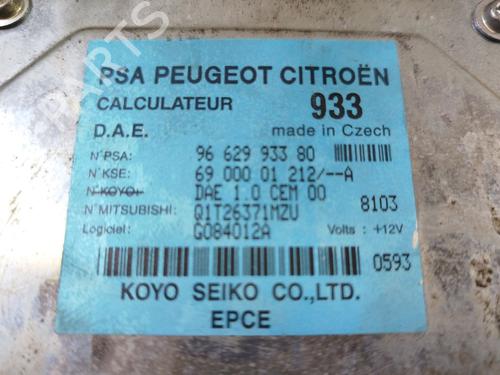 PSA PEUGEOT CITROËN
CALCULATEUR 933
D.A.E. made in Czech
N°PSA: 96 629 933 80
N°KSE: 69 000 01 212/--A
N°KOYO: DAE 1.0 CEM 00
8103
N°MITSUBISHI: Q1T26371MZU
Logiciel: G084012A Volts : +12V
0593
KOYO SEIKO CO.,LTD.
EPCE
PARTS